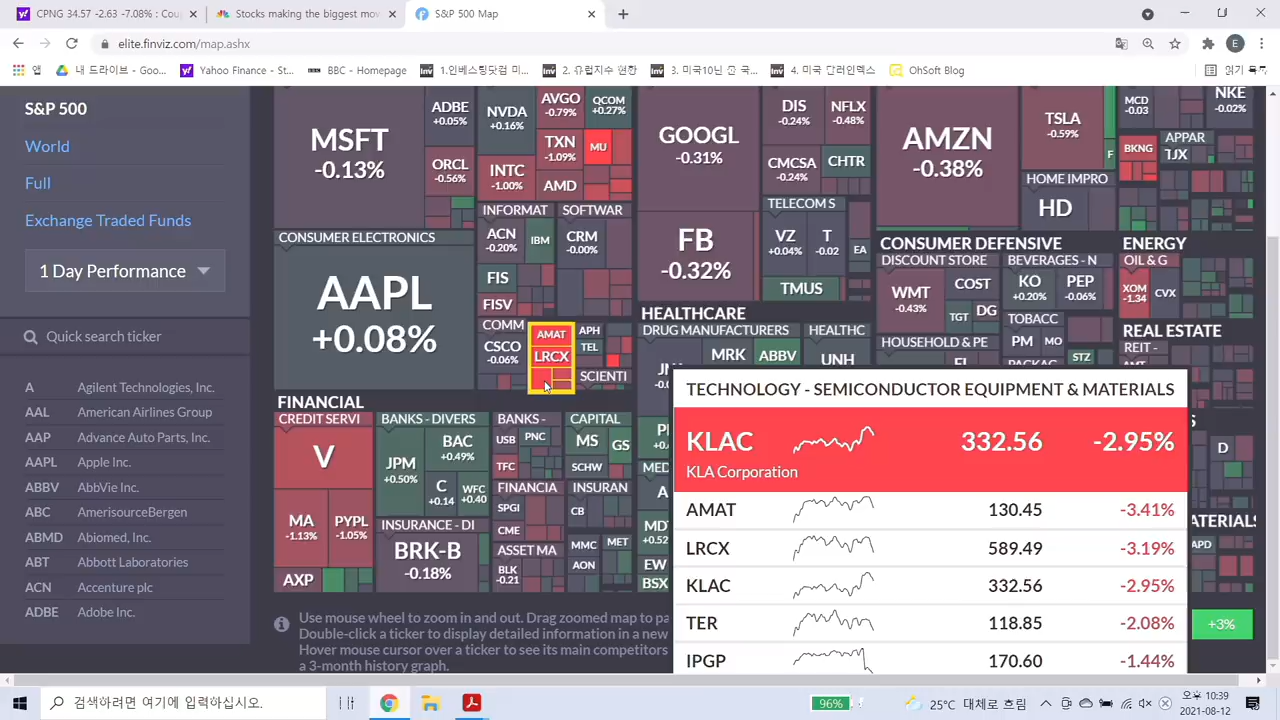 CPNG 34.57 -2.63 -7.08% : Coup
Stocks making the biggest mov
S&P 500 Map
elite.finviz.com/map.ashx
E
앱
내 드라이브 - Goo...
Yahoo Finance - St...
BBC - Homepage
1.인베스팅닷컴 미...
2. 유럽지수 현황
3. 미국10년 만 국...
4. 미국 달러인덱스
OhSoft Blog
읽기 목록
S&P 500
World
Full
Exchange Traded Funds
1 Day Performance
Quick search ticker
A Agilent Technologies, Inc.
AAL American Airlines Group
AAP Advance Auto Parts, Inc.
AAPL Apple Inc.
ABBV AbbVie Inc.
ABC AmerisourceBergen
ABMD Abiomed, Inc.
ABT Abbott Laboratories
ACN Accenture plc
ADBE Adobe Inc.
MSFT
-0.13%
ADBE
+0.05%
ORCL
-0.56%
NVDA
+0.16%
AVGO
-0.79%
QCOM
+0.27%
TXN
-1.09%
MU
INTC
-1.00%
AMD
INFORMAT
SOFTWAR
ACN
-0.20%
IBM
CRM
-0.00%
FIS
FISV
CONSUMER ELECTRONICS
AAPL
+0.08%
COMM
CSCO
-0.06%
AMAT
LRCX
APH
TEL
SCIENTI
GOOGL
-0.31%
FB
-0.32%
DIS
-0.24%
NFLX
-0.48%
CMCSA
-0.24%
CHTR
TELECOM S
VZ
+0.04%
T
-0.02
EA
TMUS
AMZN
-0.38%
TSLA
-0.59%
F
HOME IMPRO
HD
MCD
-0.03
NKE
-0.02%
BKNG
APPAR
TJX
CONSUMER DEFENSIVE
DISCOUNT STORE
WMT
-0.43%
COST
TGT
DG
BEVERAGES - N
KO
+0.20%
PEP
-0.06%
TOBACC
PM
MO
HOUSEHOLD & PE
STZ
ENERGY
OIL & G
XOM
-1.34
CVX
REAL ESTATE
REIT -
HEALTHCARE
DRUG MANUFACTURERS
HEALTHC
MRK
ABBV
UNH
FINANCIAL
CREDIT SERVI
V
MA
-1.13%
PYPL
-1.05%
AXP
BANKS - DIVERS
JPM
+0.50%
BAC
+0.49%
C
+0.14
WFC
+0.40
INSURANCE - DI
BRK-B
-0.18%
BANKS -
USB
PNC
TFC
FINANCIA
SPGI
CME
ASSET MA
BLK
-0.21
CAPITAL
MS
GS
SCHW
INSURAN
CB
MMC
MET
AON
MED
EW
BSX
D
APD
TECHNOLOGY - SEMICONDUCTOR EQUIPMENT & MATERIALS
KLAC 332.56 -2.95%
KLA Corporation
AMAT 130.45 -3.41%
LRCX 589.49 -3.19%
KLAC 332.56 -2.95%
TER 118.85 -2.08%
IPGP 170.60 -1.44%
+3%
Use mouse wheel to zoom in and out. Drag zoomed map to pa
Double-click a ticker to display detailed information in a new
Hover mouse cursor over a ticker to see its main competitors
a 3-month history graph.
검색하려면 여기에 입력하십시오.
96%
25°C 대체로 흐림
오후 10:39
2021-08-12